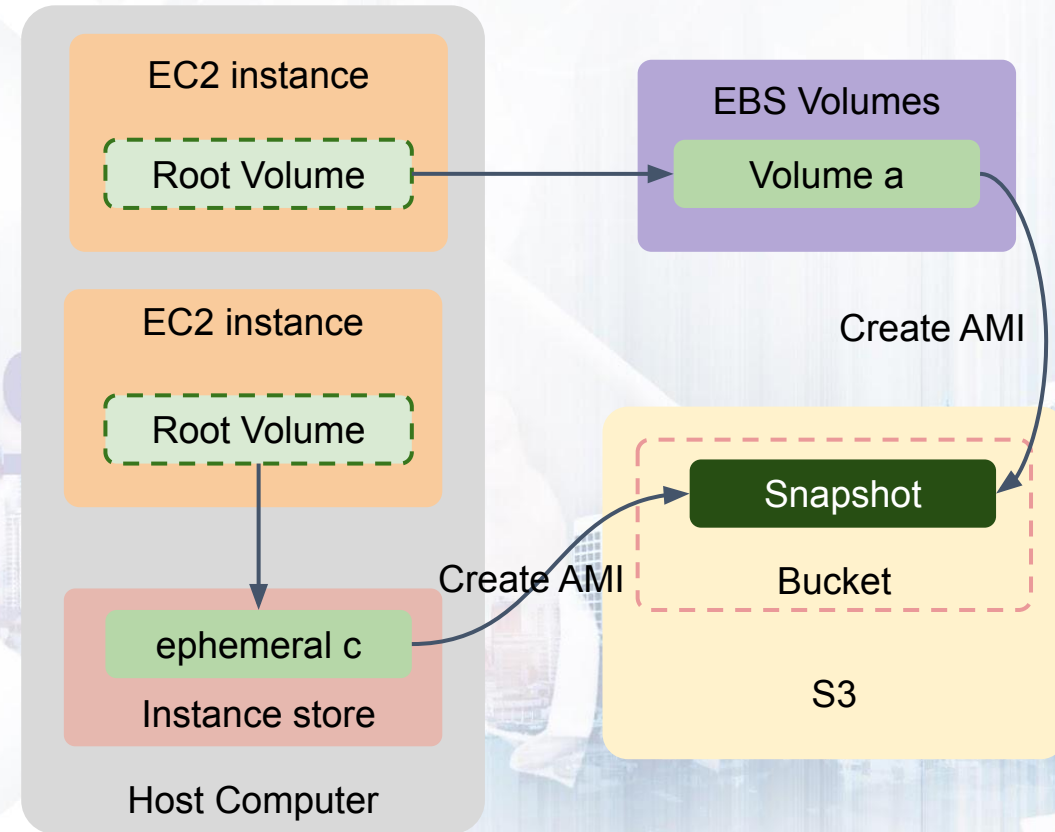 EC2 instance
Root Volume
EBS Volumes
Volume a
EC2 instance
Root Volume
Create AMI
Snapshot
Bucket
Create AMI
ephemeral c
Instance store
S3
Host Computer